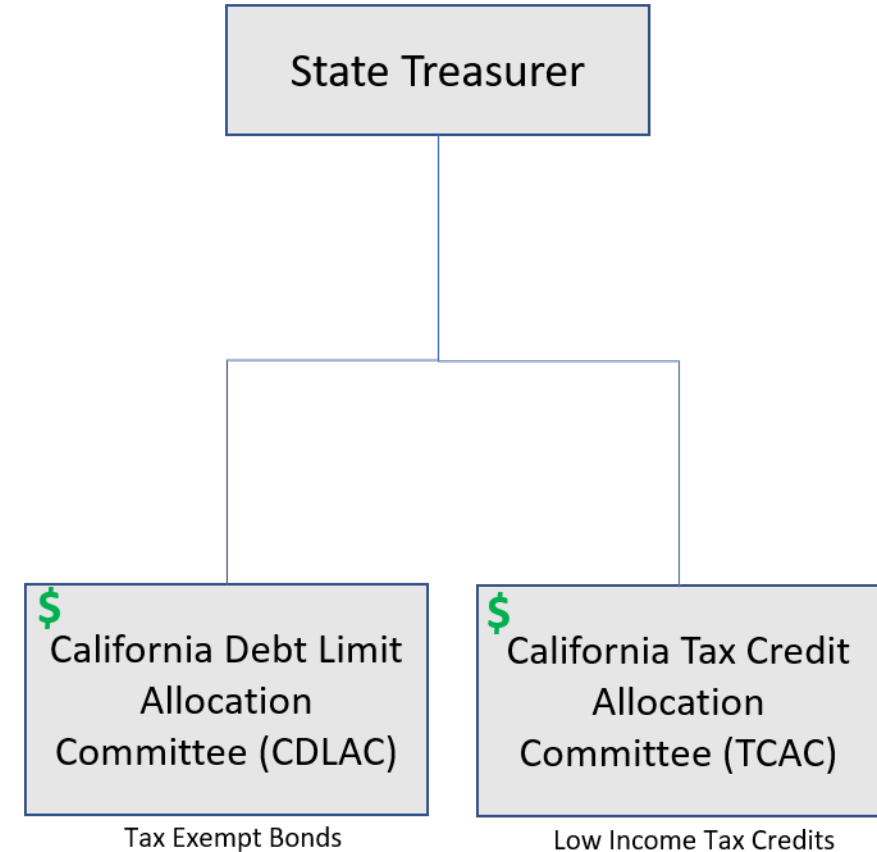 State Treasurer
$
California Debt Limit
Allocation
Committee (CDLAC)
Tax Exempt Bonds
$
California Tax Credit
Allocation
Committee (TCAC)
Low Income Tax Credits